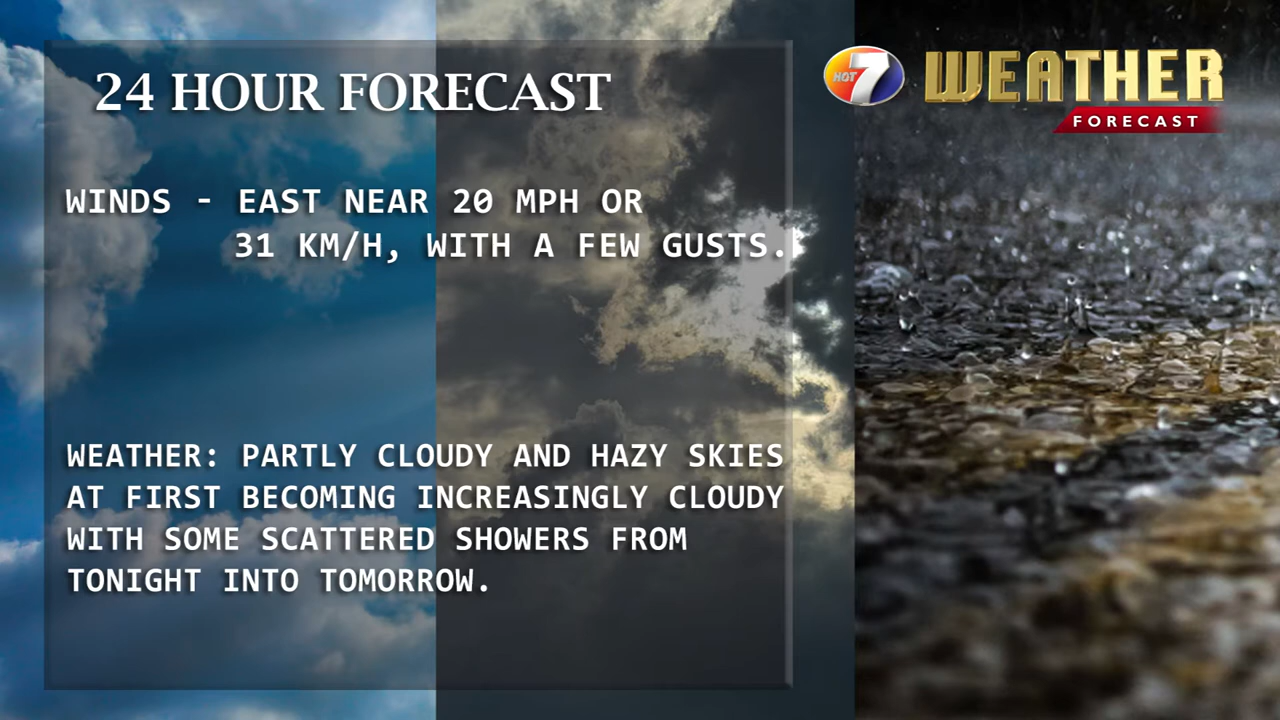 24 HOUR FORECAST
HOT 7 WEATHER
FORECAST
WINDS - EAST NEAR 20 MPH OR
31 KM/H, WITH A FEW GUSTS.
WEATHER: PARTLY CLOUDY AND HAZY SKIES
AT FIRST BECOMING INCREASINGLY CLOUDY
WITH SOME SCATTERED SHOWERS FROM
TONIGHT INTO TOMORROW.